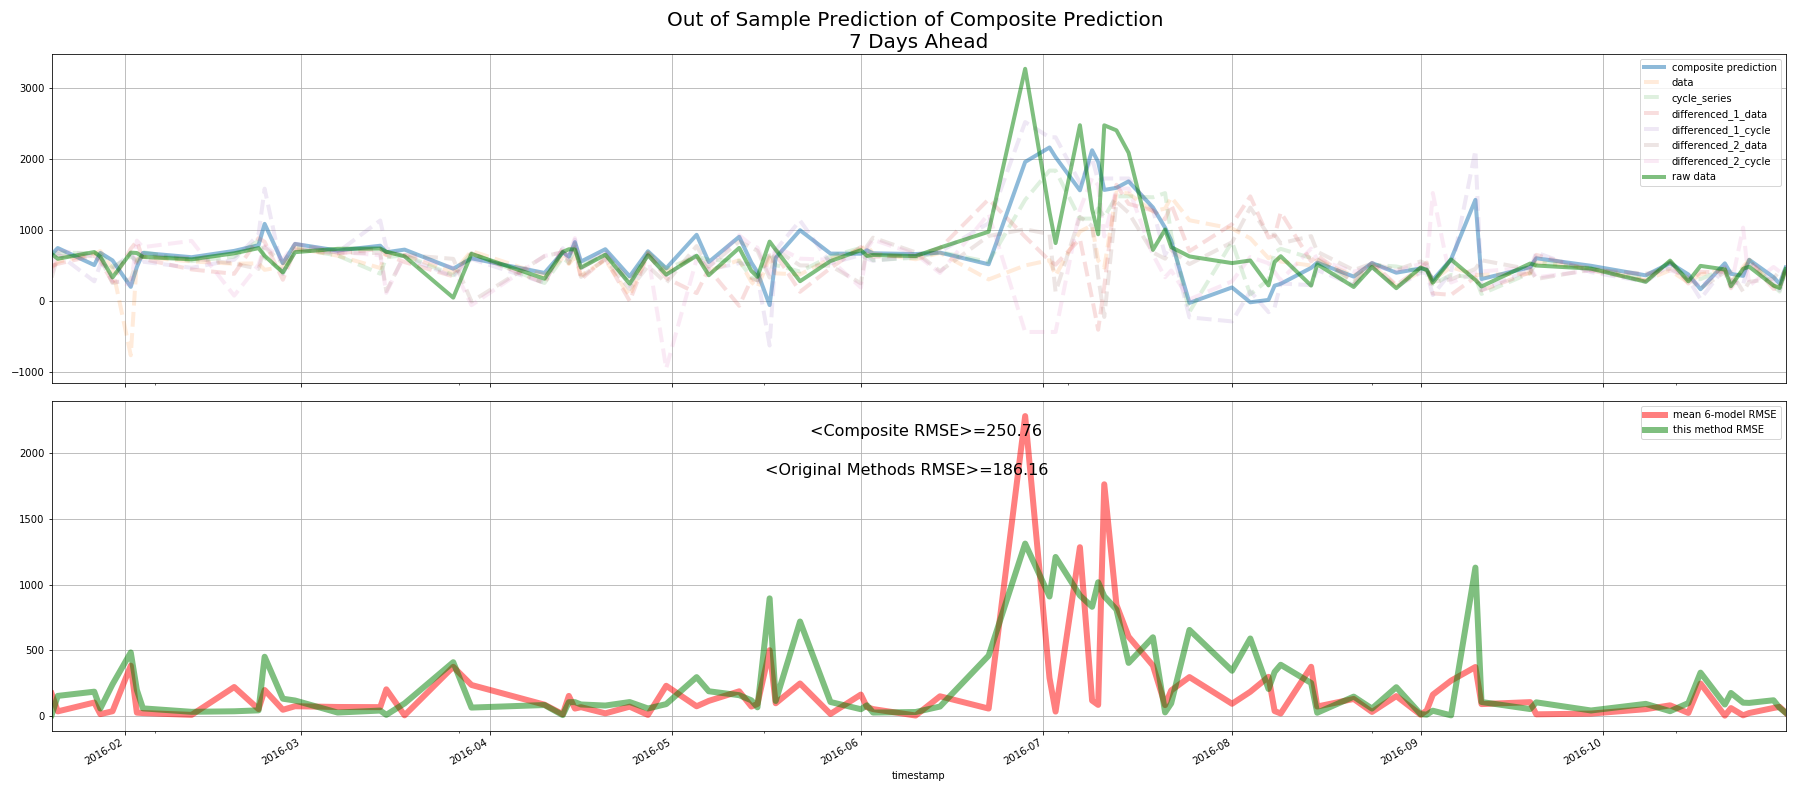 Out of Sample Prediction of Composite Prediction
7 Days Ahead
3000
2000
1000
0
−1000
composite prediction
data
cycle_series
differenced_1_data
differenced_1_cycle
differenced_2_data
differenced_2_cycle
raw data
<Composite RMSE>=250.76
<Original Methods RMSE>=186.16
mean 6-model RMSE
this method RMSE
2000
1500
1000
500
0
2016-02
2016-03
2016-04
2016-05
2016-06
2016-07
2016-08
2016-09
2016-10
timestamp